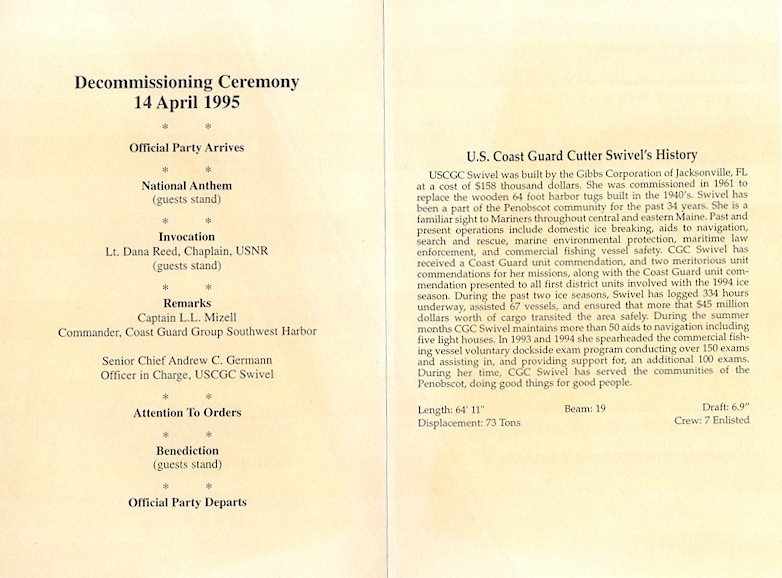 Decommissioning Ceremony
14 April 1995
* *
Official Party Arrives
* *
National Anthem
(guests stand)
* *
Invocation
Lt. Dana Reed, Chaplain, USNR
(guests stand)
* *
Remarks
Captain L.L. Mizell
Commander, Coast Guard Group Southwest Harbor
Senior Chief Andrew C. Germann
Officer in Charge, USCGC Swivel
* *
Attention To Orders
* *
Benediction
(guests stand)
* *
Official Party Departs
U.S. Coast Guard Cutter Swivel's History
USCGC Swivel was built by the Gibbs Corporation of Jacksonville, FL
at a cost of $158 thousand dollars. She was commissioned in 1961 to
replace the wooden 64 foot harbor tugs built in the 1940's. Swivel has
been a part of the Penobscot community for the past 34 years. She is a
familiar sight to Mariners throughout central and eastern Maine. Past and
present operations include domestic ice breaking, aids to navigation,
search and rescue, marine environmental protection, maritime law
enforcement, and commercial fishing vessel safety. CGC Swivel has
received a Coast Guard unit commendation, and two meritorious unit
commendations for her missions, along with the Coast Guard unit com-
mendation presented to all first district units involved with the 1994 ice
season. During the past two ice seasons, Swivel has logged 334 hours
underway, assisted 67 vessels, and ensured that more that $45 million
dollars worth of cargo transited the area safely. During the summer
months CGC Swivel maintains more than 50 aids to navigation including
five light houses. In 1993 and 1994 she spearheaded the commercial fish-
ing vessel voluntary dockside exam program conducting over 150 exams
and assisting in, and providing support for, an additional 100 exams.
During her time, CGC Swivel has served the communities of the
Penobscot, doing good things for good people.
Length: 64' 11" Beam: 19 Draft: 6.9"
Displacement: 73 Tons Crew: 7 Enlisted